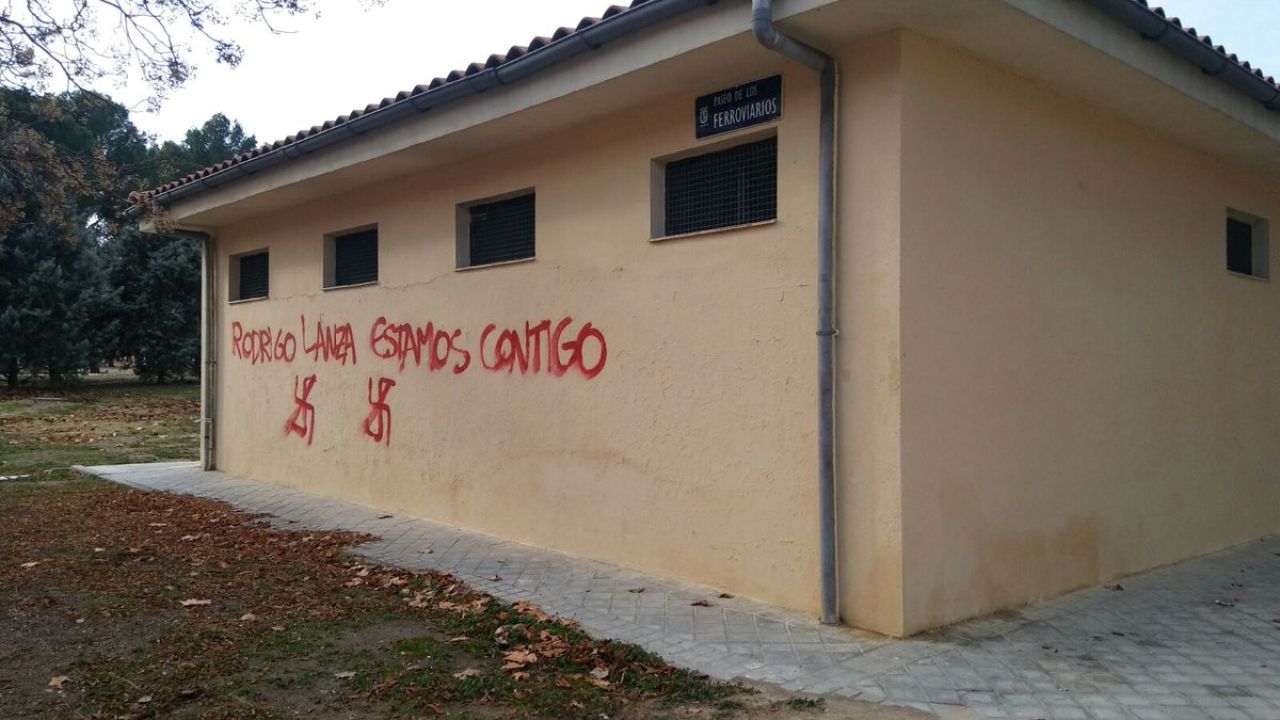 PASEO DE LOS
FERROVIARIOS
RODRIGO LANZA ESTAMOS CONTIGO